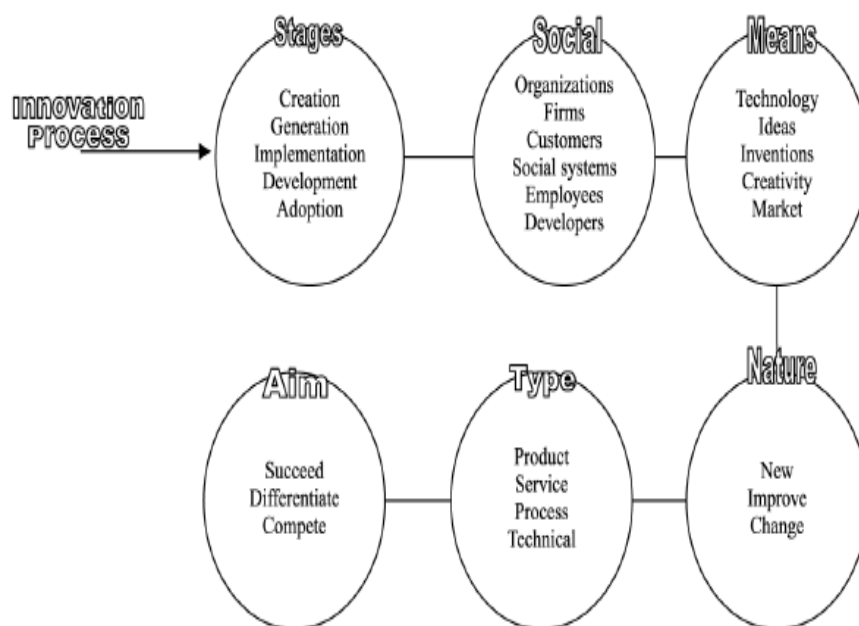 Innovation
Process
Stages
Creation
Generation
Implementation
Development
Adoption
Social
Organizations
Firms
Customers
Social systems
Employees
Developers
Means
Technology
Ideas
Inventions
Creativity
Market
Nature
New
Improve
Change
Type
Product
Service
Process
Technical
Aim
Succeed
Differentiate
Compete